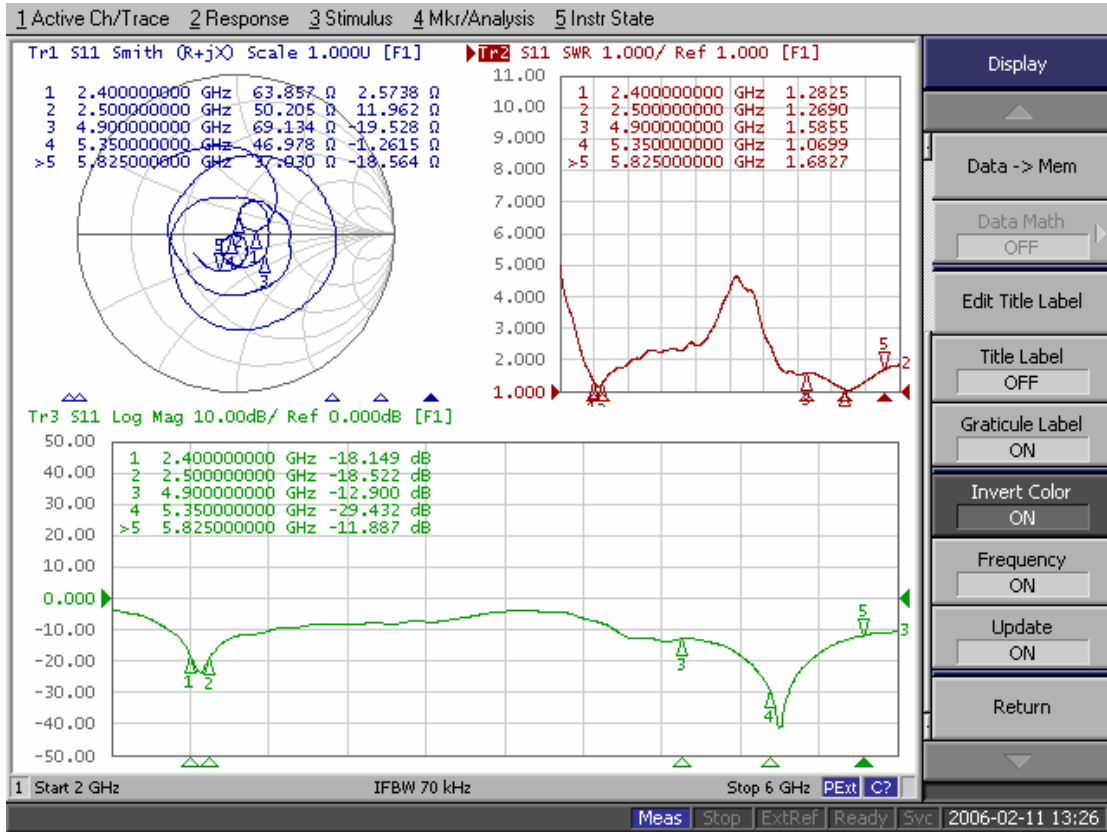 1 Active Ch/Trace 2 Response 3 Stimulus 4 Mkr/Analysis 5 Instr State
Tr1 S11 Smith (R+jX) Scale 1.000U [F1]
1 2.400000000 GHz 63.857 Ω 2.5738 Ω
2 2.500000000 GHz 50.205 Ω 11.962 Ω
3 4.900000000 GHz 69.134 Ω -19.528 Ω
4 5.350000000 GHz 46.978 Ω -1.2615 Ω
>5 5.825000000 GHz 37.030 Ω -18.564 Ω
Tr2 S11 SWR 1.000/ Ref 1.000 [F1]
11.00
10.00
9.000
8.000
7.000
6.000
5.000
4.000
3.000
2.000
1.000
1 2.400000000 GHz 1.2825
2 2.500000000 GHz 1.2690
3 4.900000000 GHz 1.5855
4 5.350000000 GHz 1.0699
>5 5.825000000 GHz 1.6827
5
2
Tr3 S11 Log Mag 10.00dB/ Ref 0.000dB [F1]
50.00
40.00
30.00
20.00
10.00
0.000
-10.00
-20.00
-30.00
-40.00
-50.00
1 2.400000000 GHz -18.149 dB
2 2.500000000 GHz -18.522 dB
3 4.900000000 GHz -12.900 dB
4 5.350000000 GHz -29.432 dB
>5 5.825000000 GHz -11.887 dB
1
2
3
4
5
3
1 Start 2 GHz IFBW 70 kHz Stop 6 GHz PExt C?
Meas Stop ExtRef Ready Svc 2006-02-11 13:26
Display
Data -> Mem
Data Math
OFF
Edit Title Label
Title Label
OFF
Graticule Label
ON
Invert Color
ON
Frequency
ON
Update
ON
Return